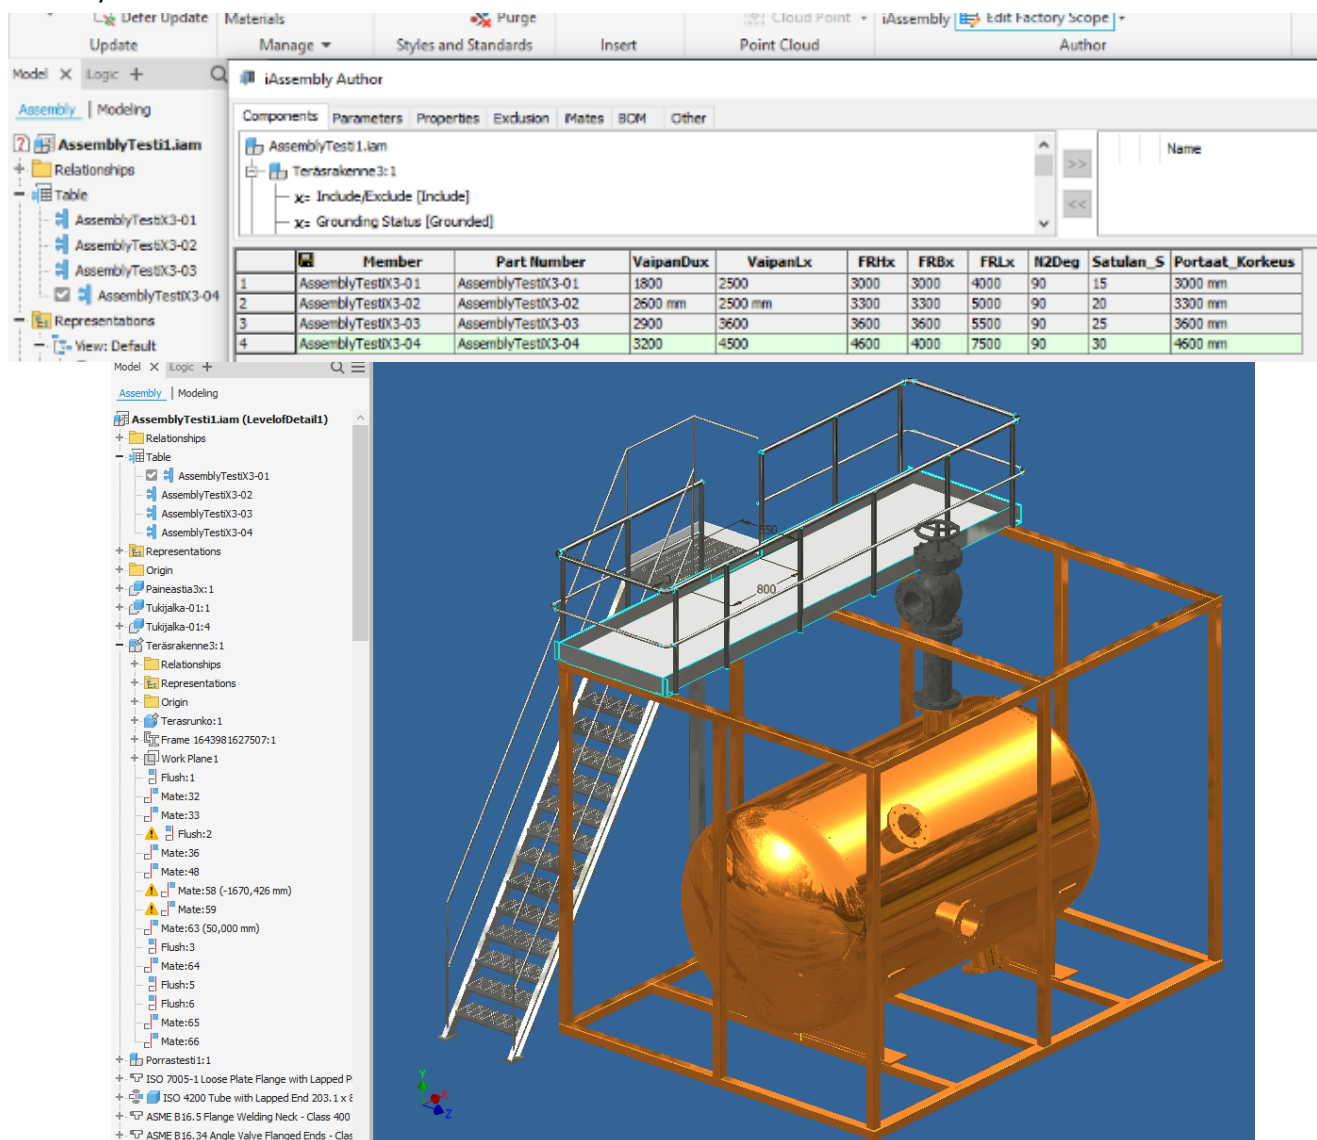 Defer Update Materials Purge Cloud Point iAssembly Edit Factory Scope
Update Manage Styles and Standards Insert Point Cloud Author
Model iLogic
Assembly | Modeling
AssemblyTesti1.iam
Relationships
Table
AssemblyTestiX3-01
AssemblyTestiX3-02
AssemblyTestiX3-03
AssemblyTestiX3-04
Representations
View: Default
iAssembly Author
Components Parameters Properties Exclusion iMates BOM Other
AssemblyTesti1.iam
Teräsrakenne3:1
x= Include/Exclude [Include]
x= Grounding Status [Grounded]
>>
<<
Name
Member Part Number VaipanDux VaipanLx FRHx FRBx FRLx N2Deg Satulan_S Portaat_Korkeus
1 AssemblyTestiX3-01 AssemblyTestiX3-01 1800 2500 3000 3000 4000 90 15 3000 mm
2 AssemblyTestiX3-02 AssemblyTestiX3-02 2600 mm 2500 mm 3300 3300 5000 90 20 3300 mm
3 AssemblyTestiX3-03 AssemblyTestiX3-03 2900 3600 3600 3600 5500 90 25 3600 mm
4 AssemblyTestiX3-04 AssemblyTestiX3-04 3200 4500 4600 4000 7500 90 30 4600 mm
Model iLogic
Assembly | Modeling
AssemblyTesti1.iam (LevelofDetail1)
Relationships
Table
AssemblyTestiX3-01
AssemblyTestiX3-02
AssemblyTestiX3-03
AssemblyTestiX3-04
Representations
Origin
Paineastia3x:1
Tukijalka-01:1
Tukijalka-01:4
Teräsrakenne3:1
Relationships
Representations
Origin
Terasrunko:1
Frame 1643981627507:1
Work Plane1
Flush:1
Mate:32
Mate:33
Flush:2
Mate:36
Mate:48
Mate:58 (-1670,426 mm)
Mate:59
Mate:63 (50,000 mm)
Flush:3
Mate:64
Flush:5
Flush:6
Mate:65
Mate:66
Porrastesti1:1
ISO 7005-1 Loose Plate Flange with Lapped
ISO 4200 Tube with Lapped End 203.1 x
ASME B16.5 Flange Welding Neck - Class 400
ASME B16.34 Angle Valve Flanged Ends -
550
800
Y
X
Z